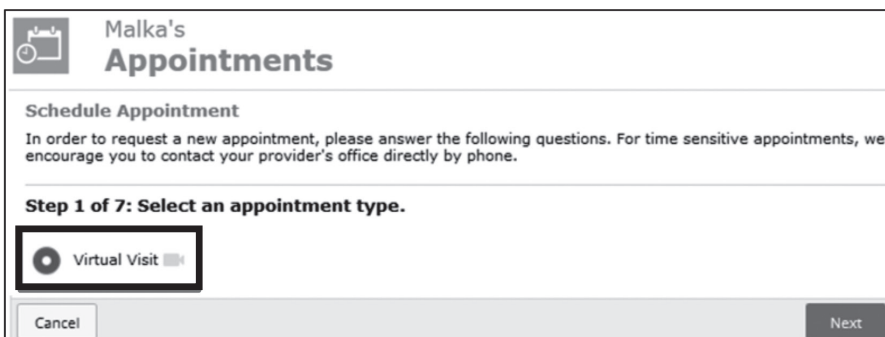 Malka's
Appointments
Schedule Appointment
In order to request a new appointment, please answer the following questions. For time sensitive appointments, we
encourage you to contact your provider's office directly by phone.
Step 1 of 7: Select an appointment type.
Virtual Visit
Cancel
Next